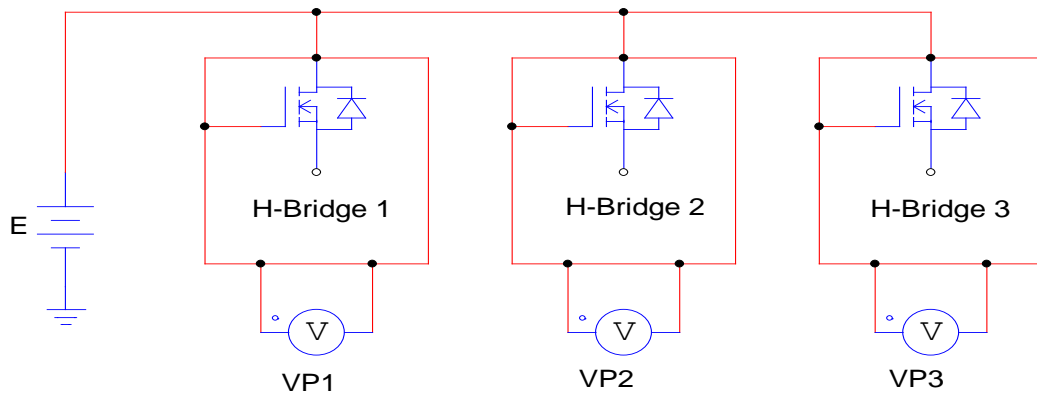 H-Bridge 1
H-Bridge 2
H-Bridge 3
E
V
V
V
VP1
VP2
VP3